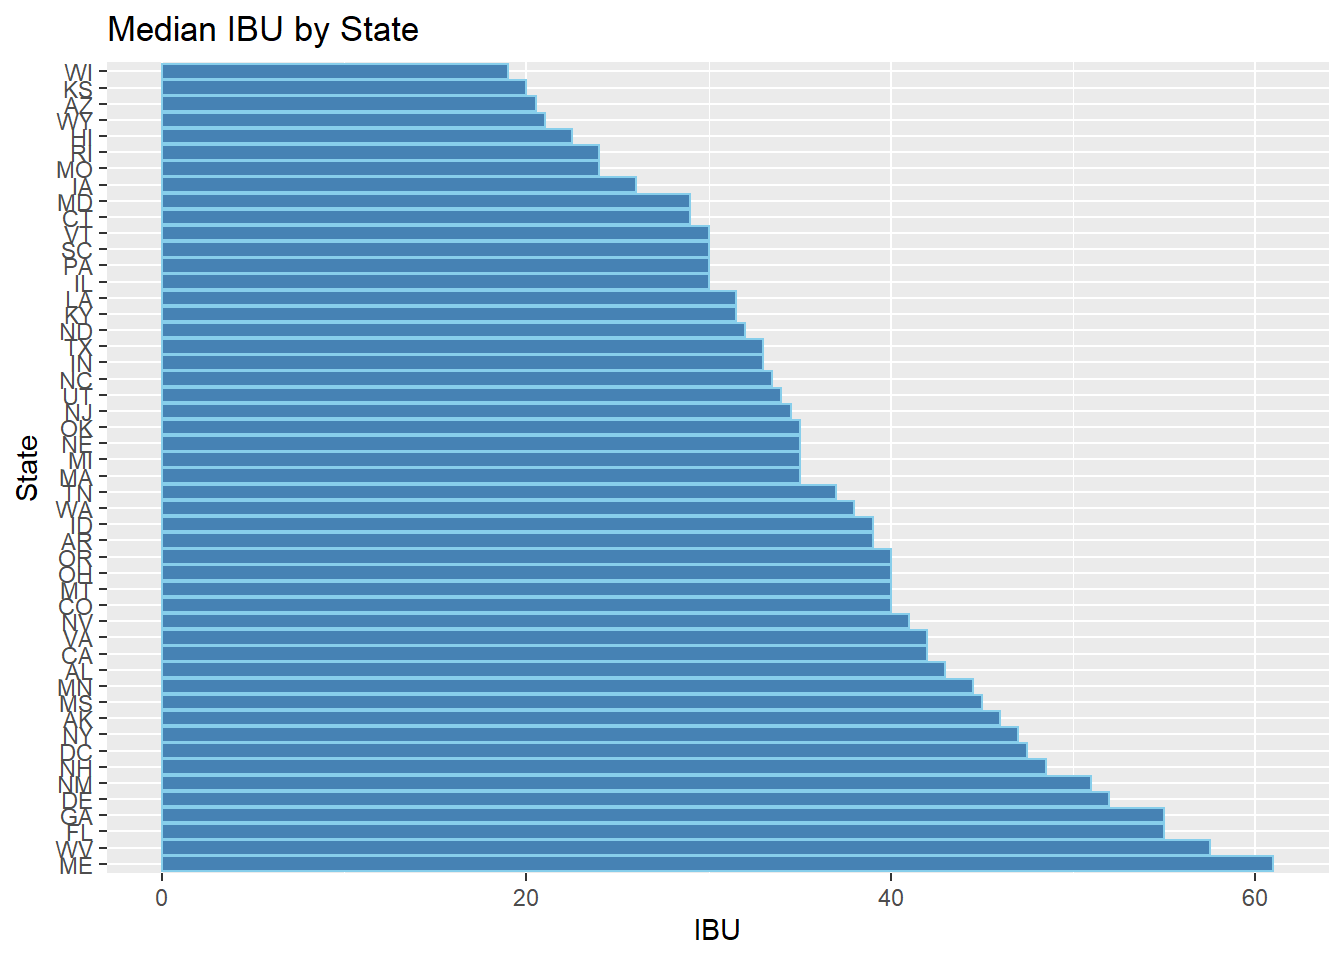 Median IBU by State
WI
KS
AZ
WY
HI
RI
MO
IA
MD
CT
VT
SC
PA
IL
LA
KY
ND
TX
IN
NC
UT
NJ
OK
NE
MI
MA
TN
WA
ID
AR
OR
OH
MT
CO
NV
VA
CA
AL
MN
MS
AK
NY
DC
NH
NM
DE
GA
FL
WV
ME
State
0 20 40 60
IBU